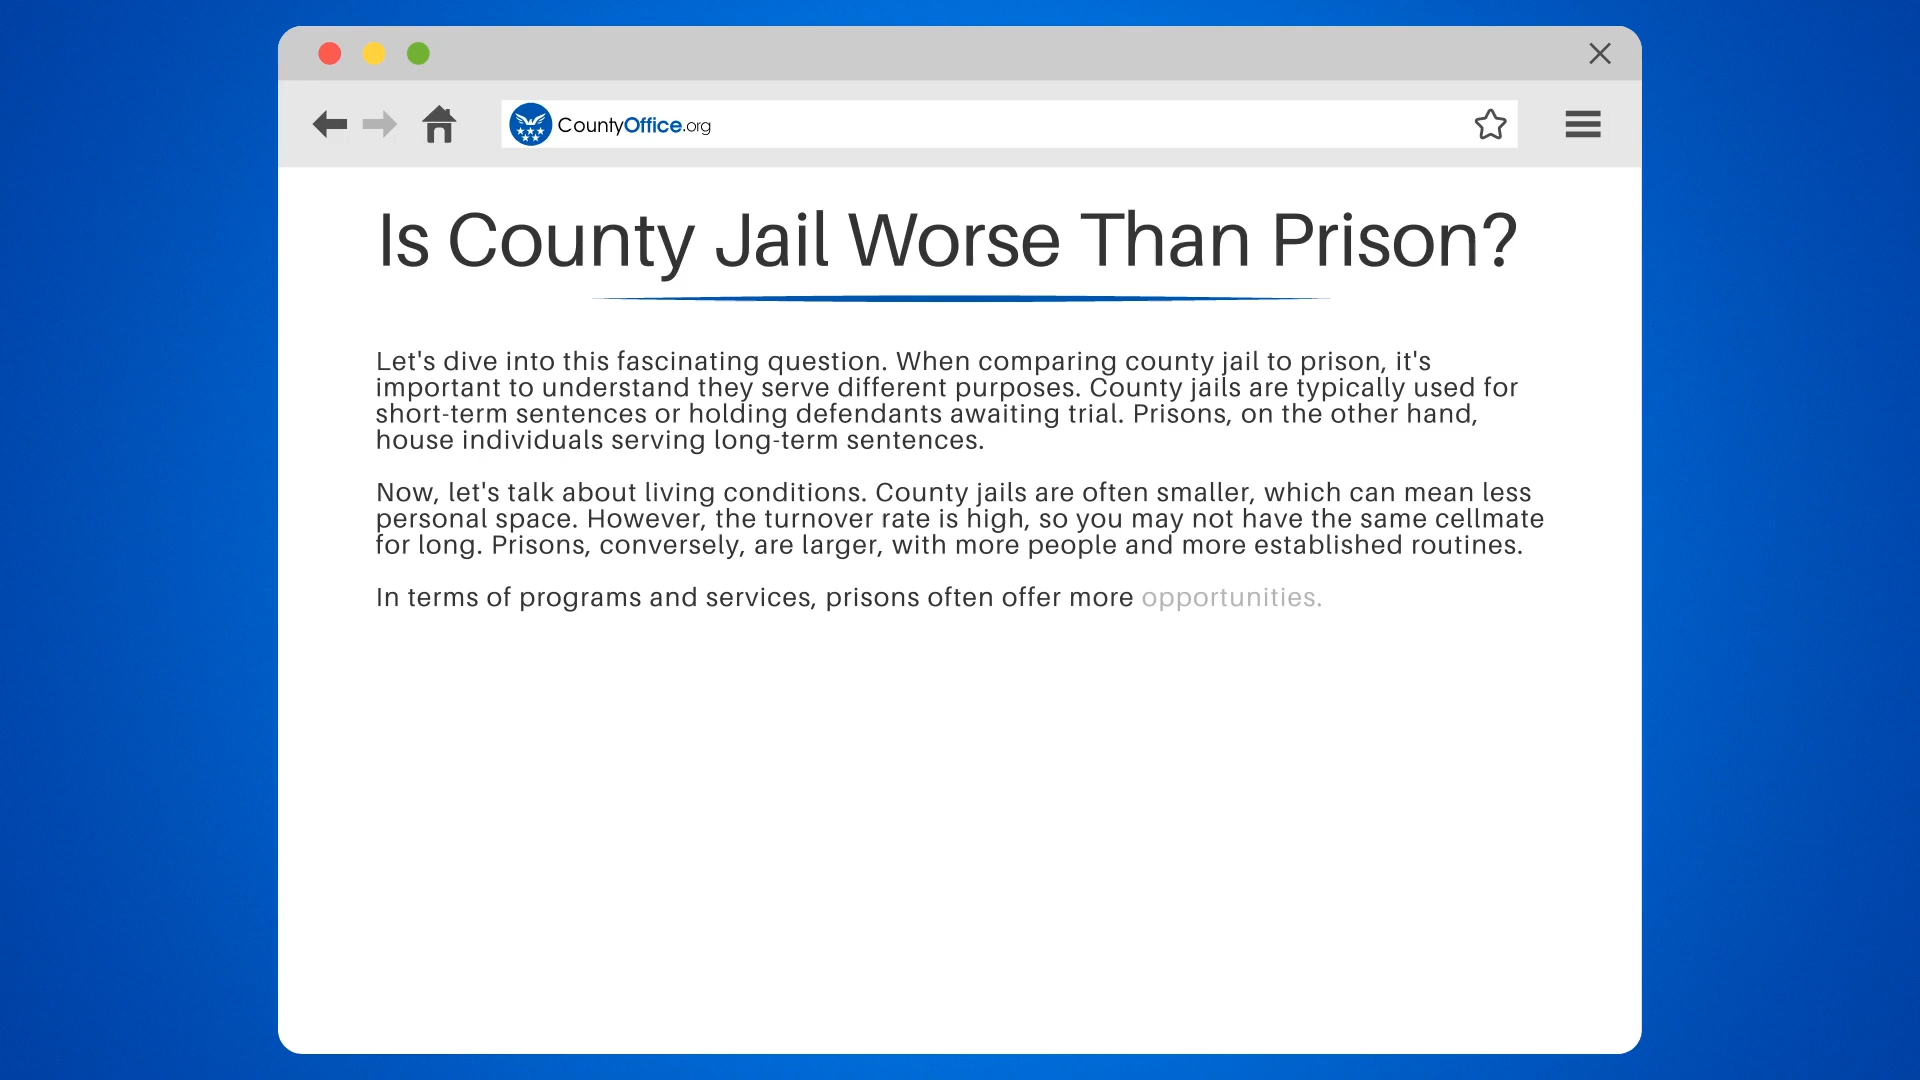 CountyOffice.org
Is County Jail Worse Than Prison?
Let's dive into this fascinating question. When comparing county jail to prison, it's
important to understand they serve different purposes. County jails are typically used for
short-term sentences or holding defendants awaiting trial. Prisons, on the other hand,
house individuals serving long-term sentences.
Now, let's talk about living conditions. County jails are often smaller, which can mean less
personal space. However, the turnover rate is high, so you may not have the same cellmate
for long. Prisons, conversely, are larger, with more people and more established routines.
In terms of programs and services, prisons often offer more opportunities.